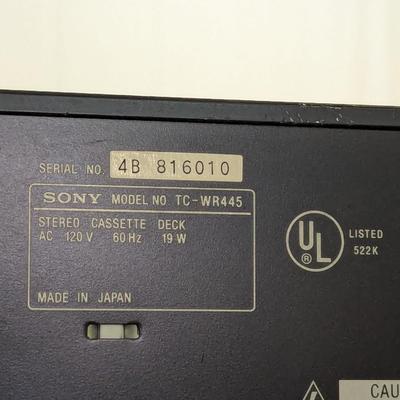 SERIAL NO. 4B 816010
SONY MODEL NO. TC-WR445
STEREO CASSETTE DECK
AC 120 V 60 Hz 19 W
MADE IN JAPAN
UL
®
LISTED
522K
CAU